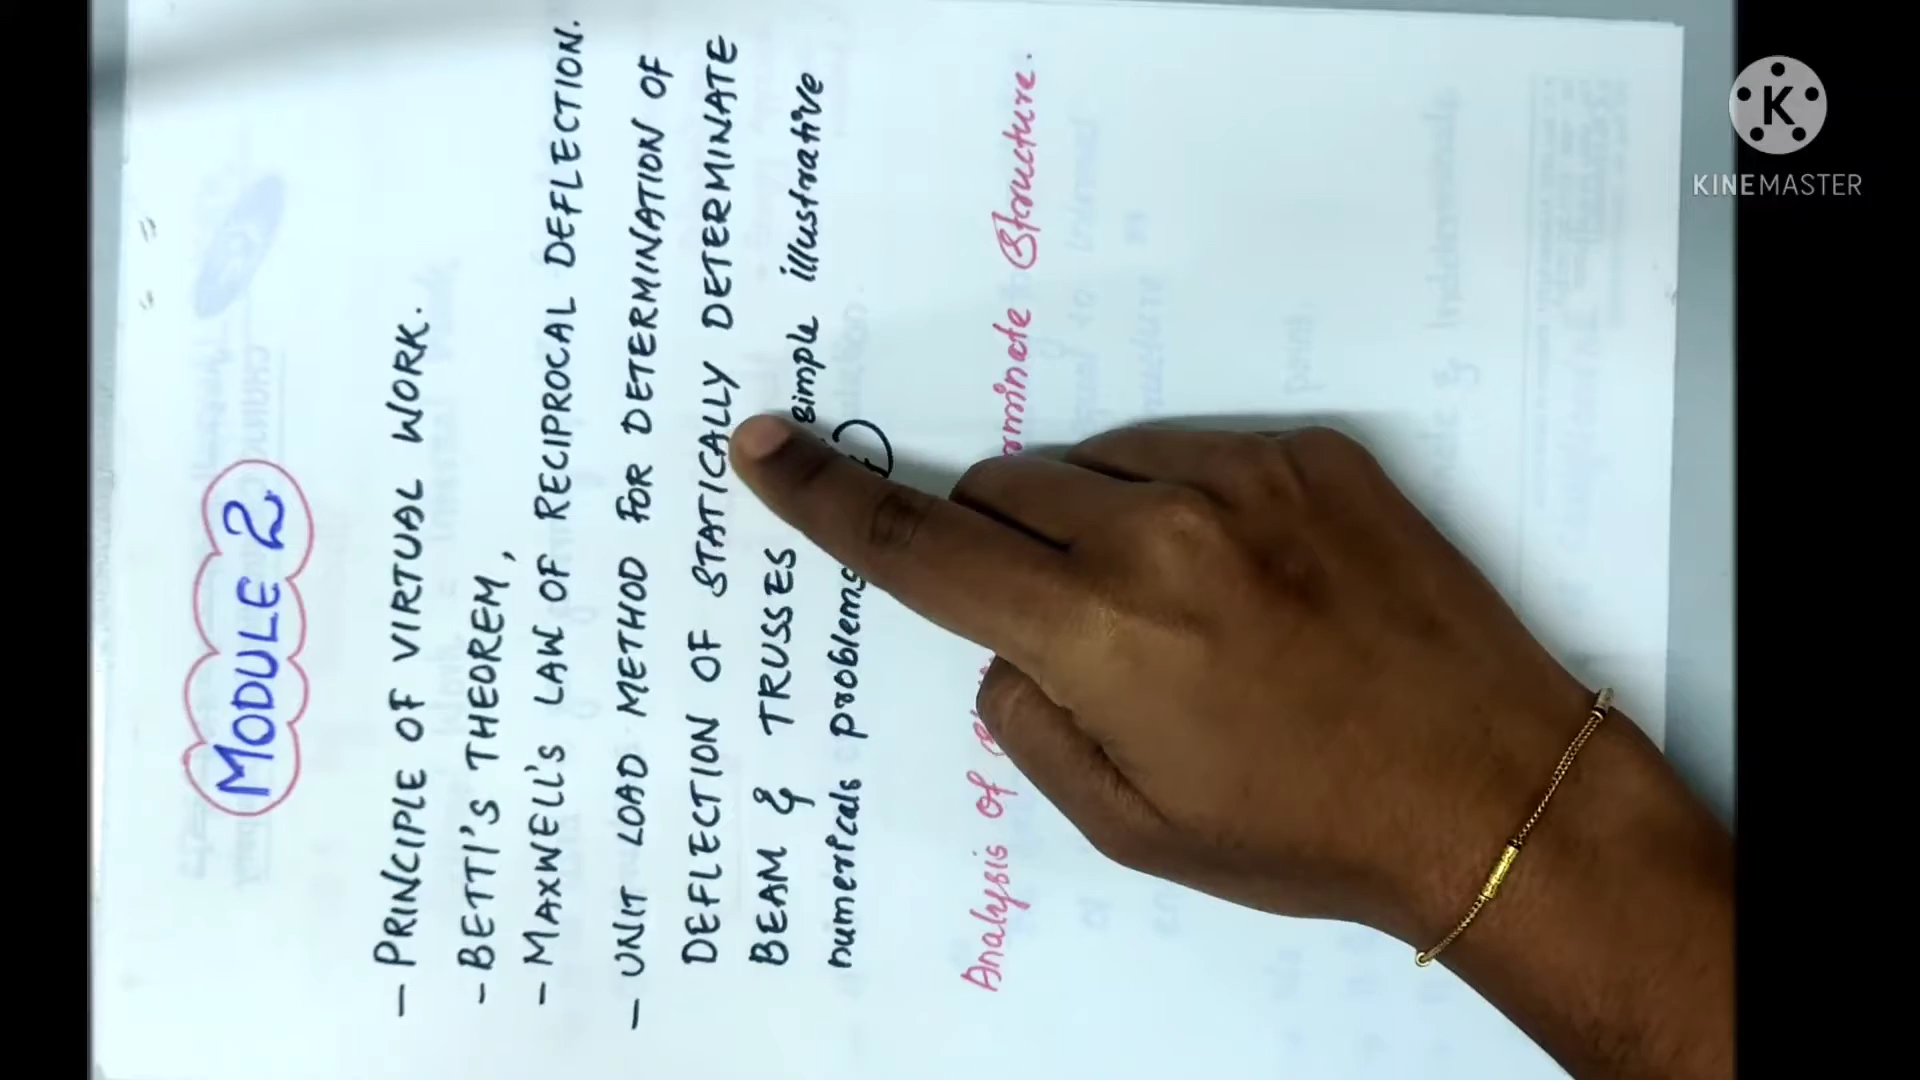 MODULE 2
- PRINCIPLE OF VIRTUAL WORK.
- BETTI'S THEOREM,
- MAXWELL'S LAW OF RECIPROCAL DEFLECTION.
- UNIT LOAD METHOD FOR DETERMINATION OF
DEFLECTION OF STATICALLY DETERMINATE
BEAM & TRUSSES simple illustrative
numericals problems
Analysis of Structure.
KINEMASTER